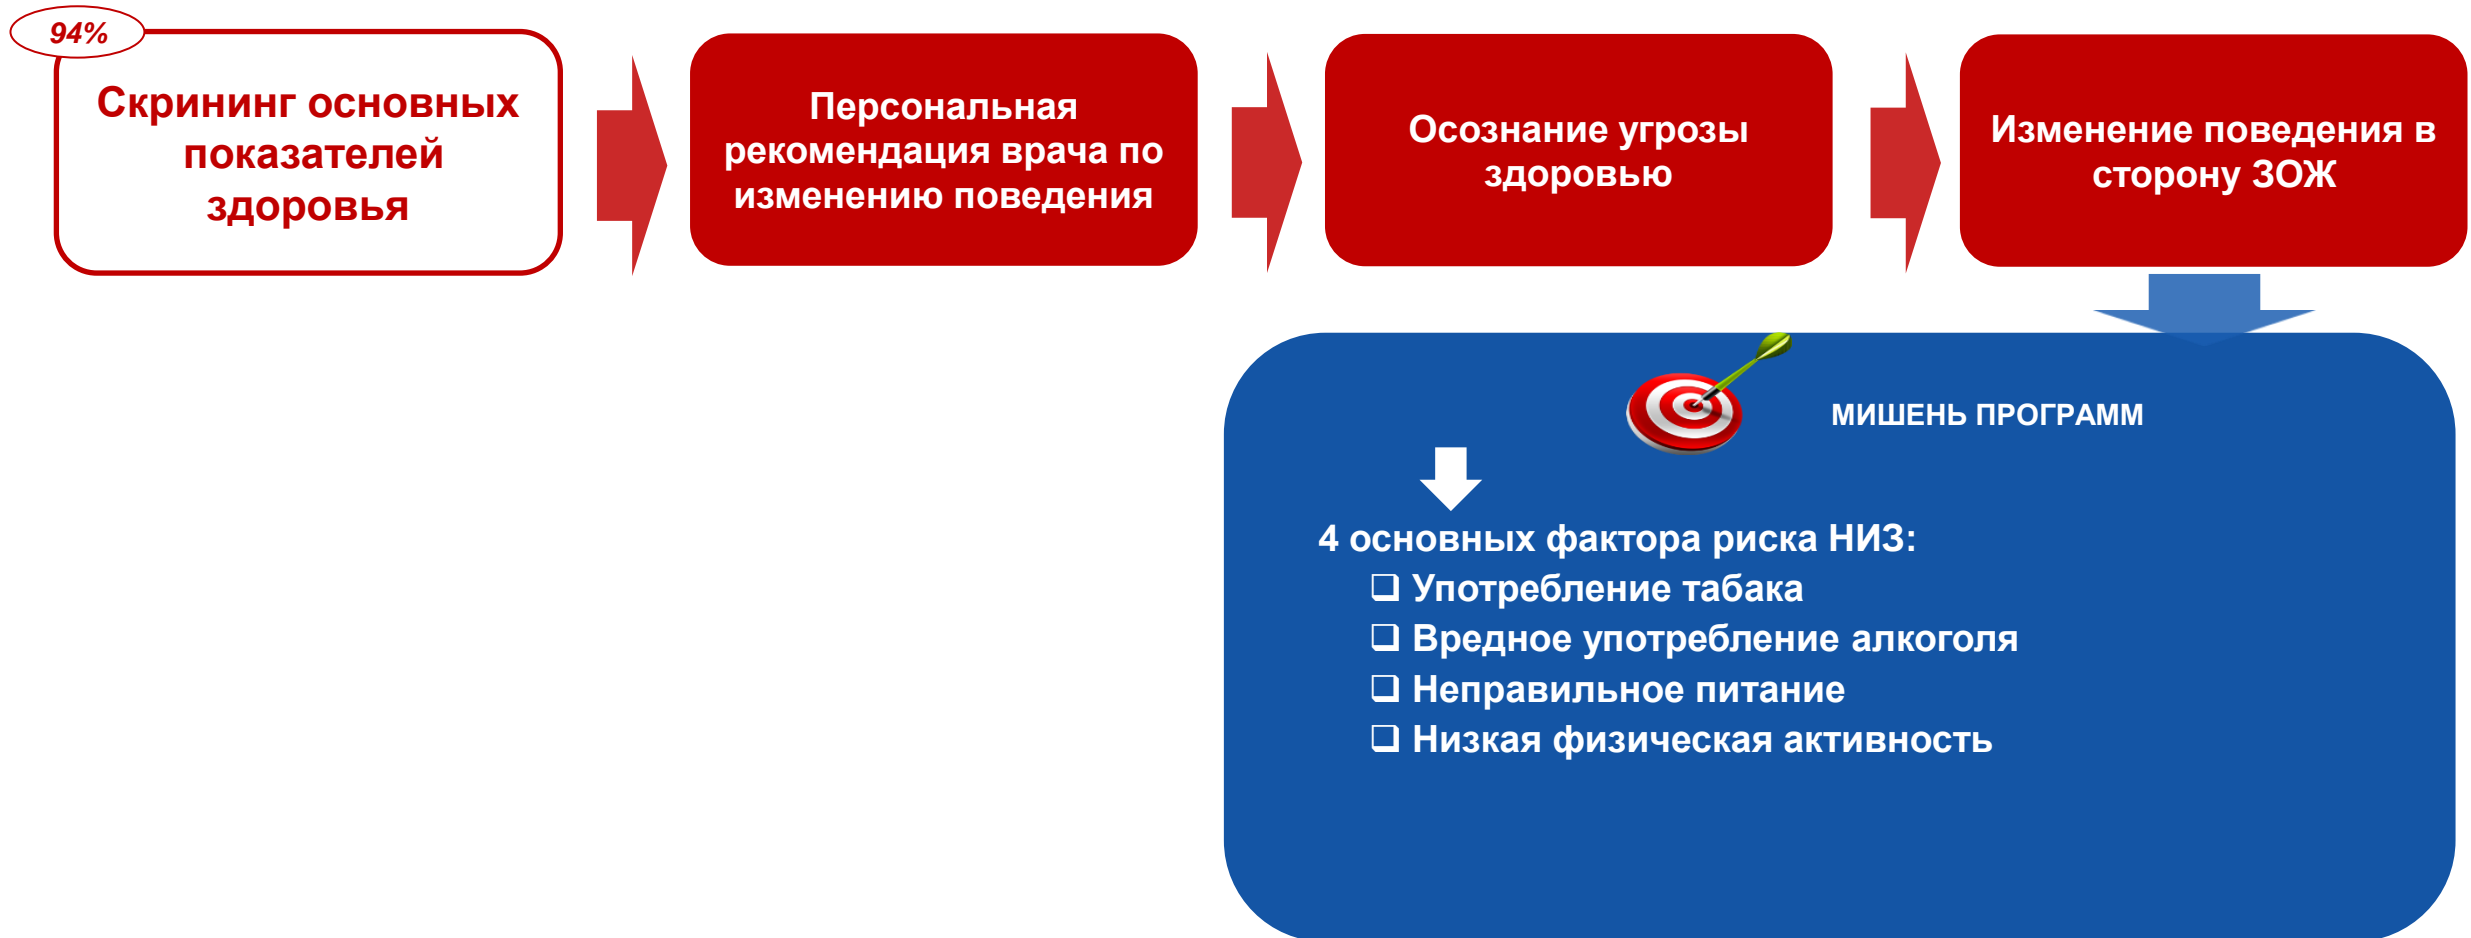 94%
Скрининг основных
показателей
здоровья
Персональная
рекомендация врача по
изменению поведения
Осознание угрозы
здоровью
Изменение поведения в
сторону ЗОЖ
МИШЕНЬ ПРОГРАММ
4 основных фактора риска НИЗ:
❑ Употребление табака
❑ Вредное употребление алкоголя
❑ Неправильное питание
❑ Низкая физическая активность